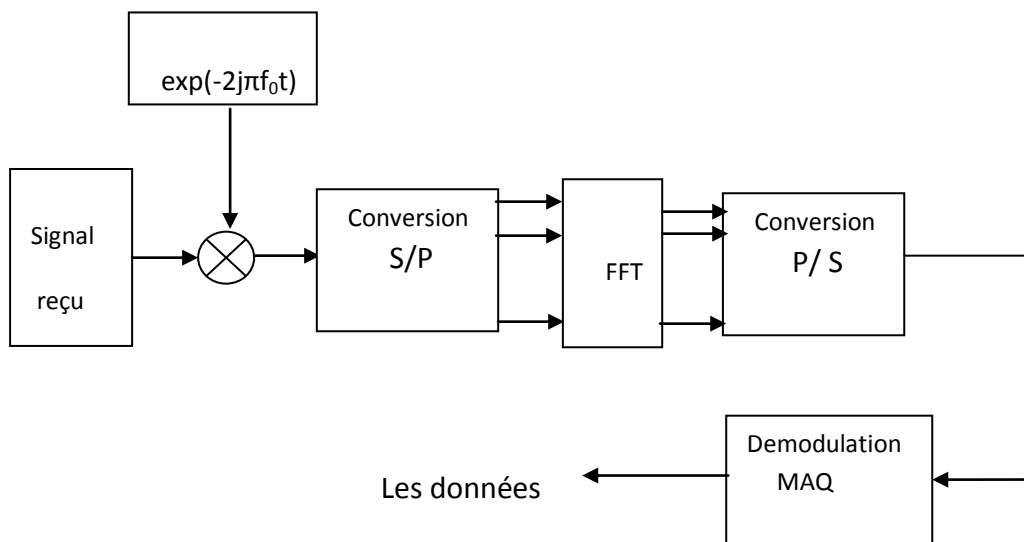 exp(-2jπf₀t)
Signal
reçu
Conversion
S/P
FFT
Conversion
P/ S
Demodulation
MAQ
Les données